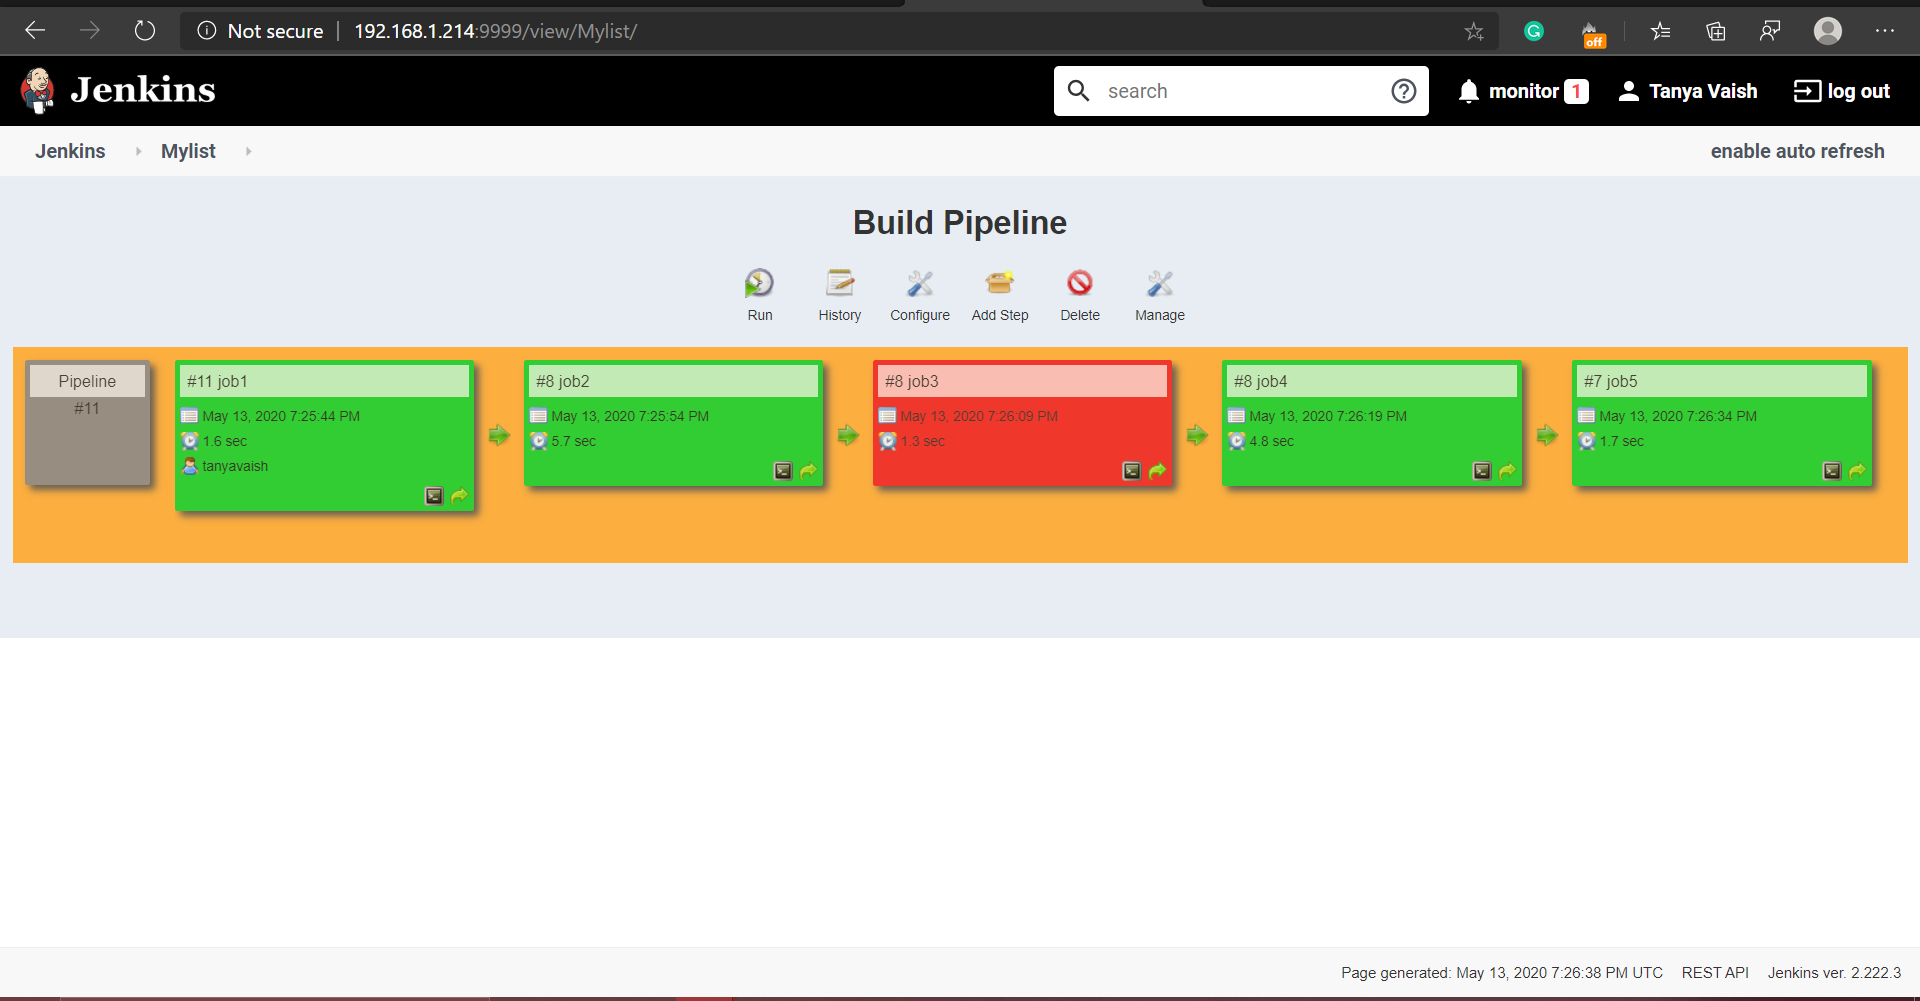 Not secure | 192.168.1.214:9999/view/Mylist/
off
Jenkins
search
monitor 1
Tanya Vaish
log out
Jenkins
Mylist
enable auto refresh
Build Pipeline
Run
History
Configure
Add Step
Delete
Manage
Pipeline
#11
#11 job1
May 13, 2020 7:25:44 PM
1.6 sec
tanyavaish
#8 job2
May 13, 2020 7:25:54 PM
5.7 sec
#8 job3
May 13, 2020 7:26:09 PM
1.3 sec
#8 job4
May 13, 2020 7:26:19 PM
4.8 sec
#7 job5
May 13, 2020 7:26:34 PM
1.7 sec
Page generated: May 13, 2020 7:26:38 PM UTC
REST API
Jenkins ver. 2.222.3